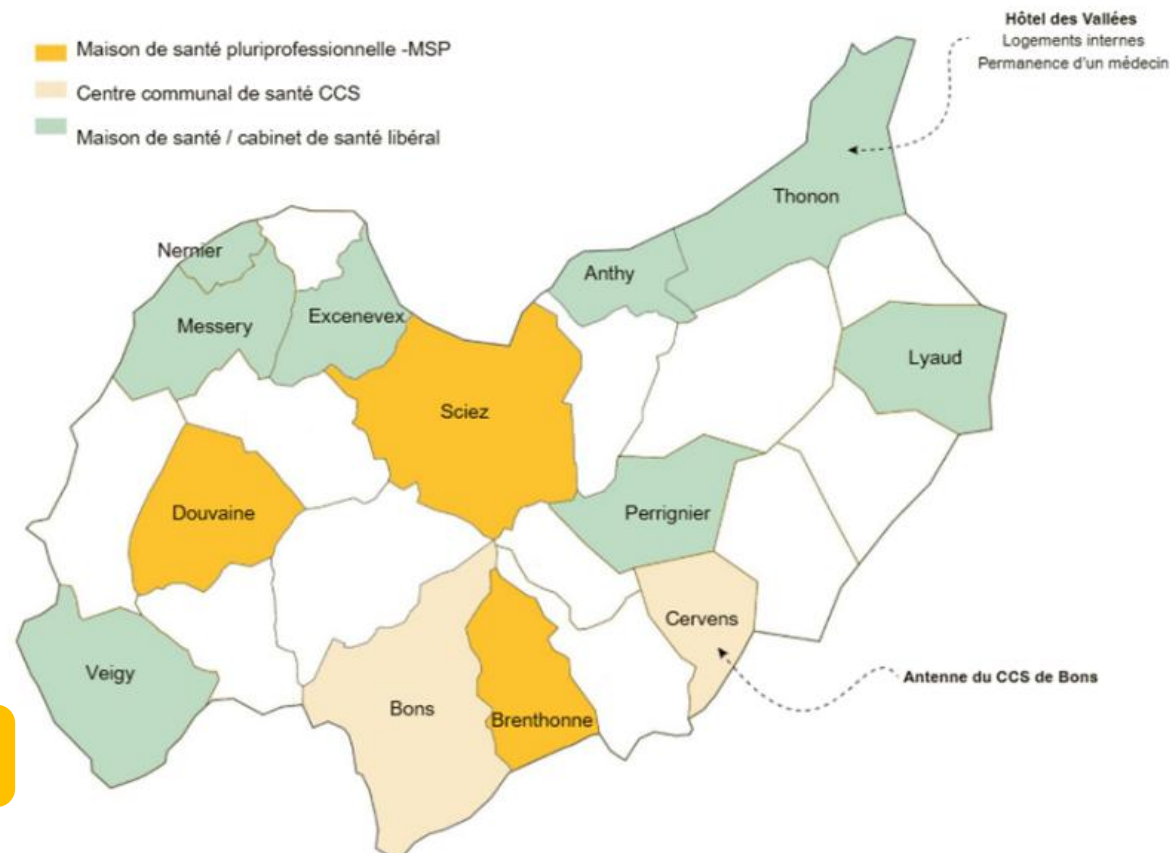 Hôtel des Vallées
Logements internes
Permanence d'un médecin
Maison de santé pluriprofessionnelle -MSP
Centre communal de santé CCS
Maison de santé / cabinet de santé libéral
Thonon
Nernier
Anthy
Messery
Excenevex
Lyaud
Sciez
Douvaine
Perrignier
Cervens
Veigy
Antenne du CCS de Bons
Bons
Brenthonne